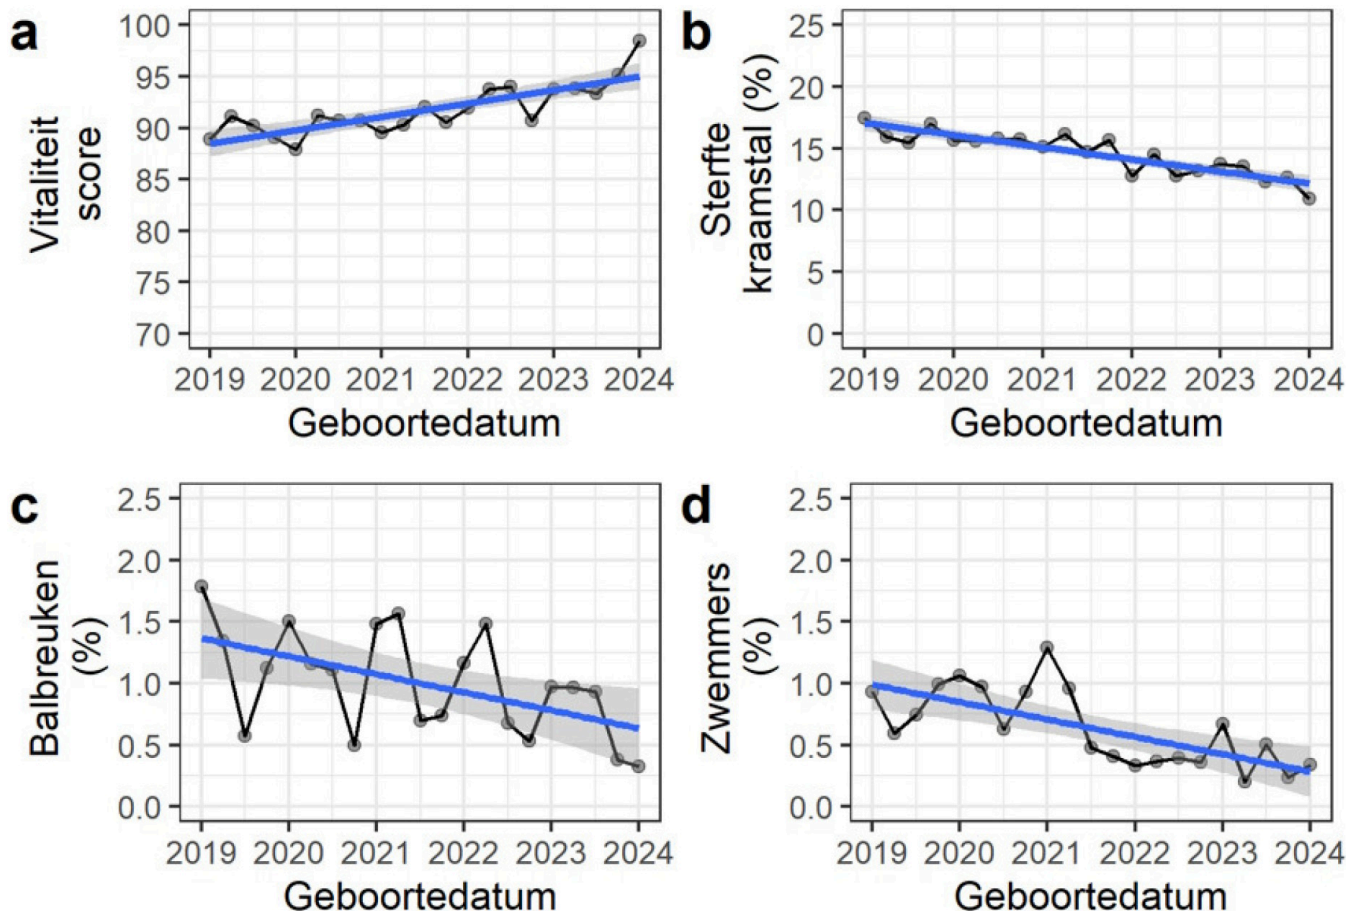 a
Vitaliteit
score
100
95
90
85
80
75
70
2019 2020 2021 2022 2023 2024
Geboortedatum
b
Sterfte
kraamstal (%)
25
20
15
10
5
0
2019 2020 2021 2022 2023 2024
Geboortedatum
c
Balbreuken
(%)
2.5
2.0
1.5
1.0
0.5
0.0
2019 2020 2021 2022 2023 2024
Geboortedatum
d
Zwemmers
(%)
2.5
2.0
1.5
1.0
0.5
0.0
2019 2020 2021 2022 2023 2024
Geboortedatum